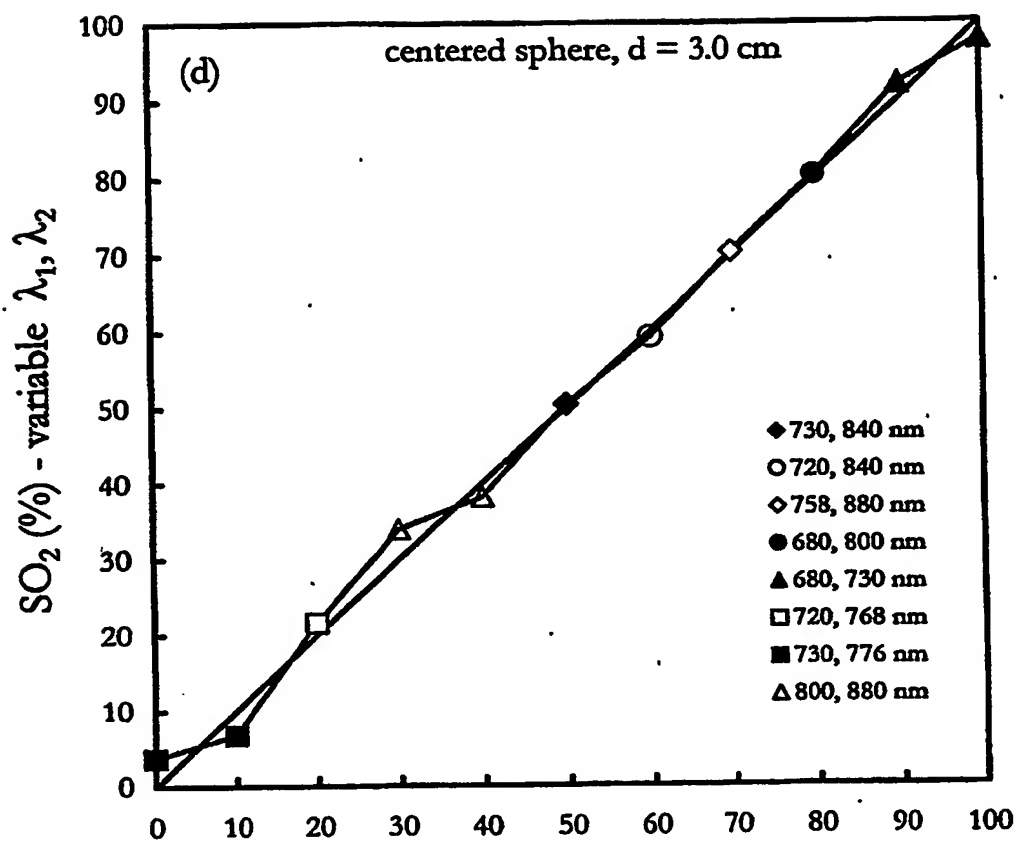 (d)
centered sphere, d = 3.0 cm
SO₂ (%) - variable λ₁, λ₂
100
90
80
70
60
50
40
30
20
10
0
730, 840 nm
720, 840 nm
758, 880 nm
680, 800 nm
680, 730 nm
720, 768 nm
730, 776 nm
800, 880 nm
0 10 20 30 40 50 60 70 80 90 100